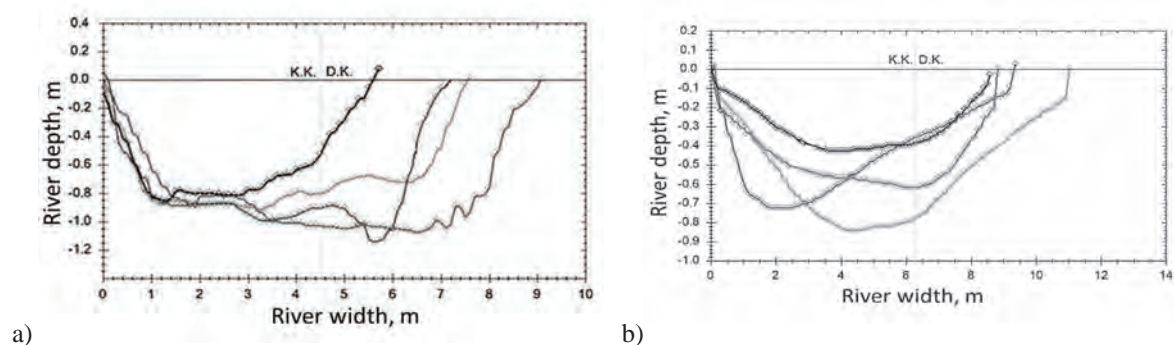 0.4
0.2
0.0
-0.2
-0.4
-0.6
-0.8
-1.0
-1.2
River depth, m
K.K. D.K.
0 1 2 3 4 5 6 7 8 9 10
River width, m
a)
0.2
0.1
0.0
-0.1
-0.2
-0.3
-0.4
-0.5
-0.6
-0.7
-0.8
-0.9
-1.0
River depth, m
K.K. D.K.
0 2 4 6 8 10 12 14
River width, m
b)